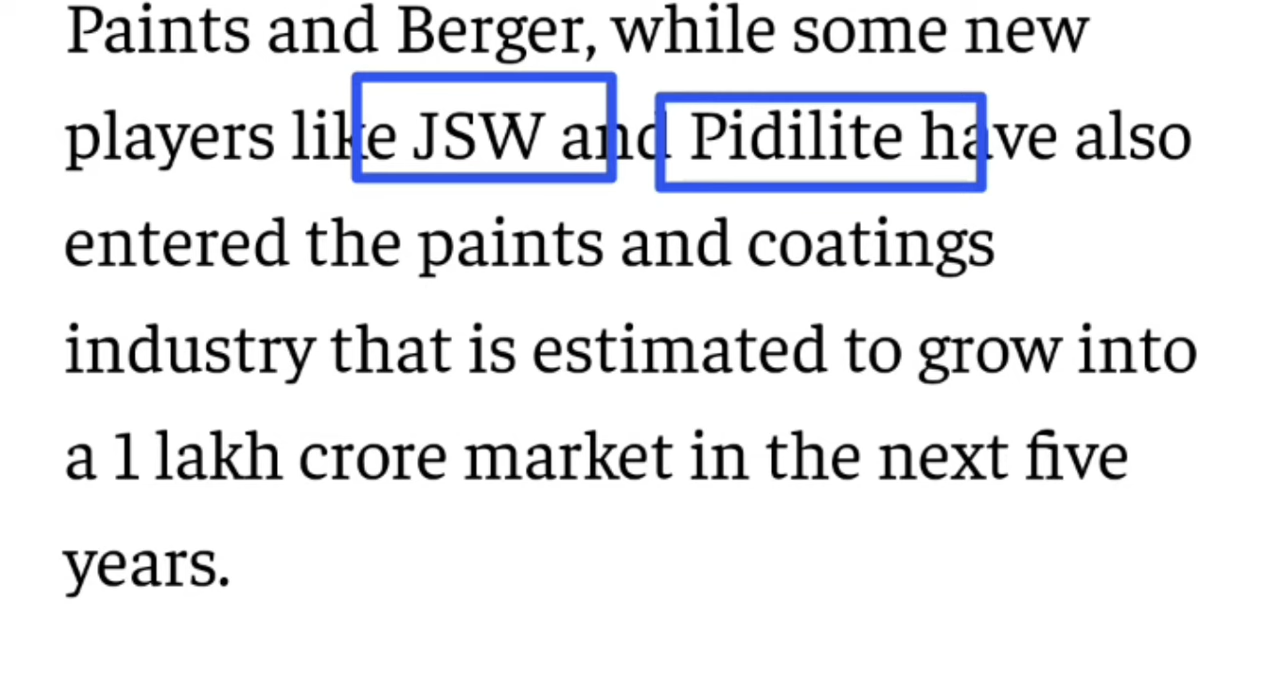 Paints and Berger, while some new
players like JSW and Pidilite have also
entered the paints and coatings
industry that is estimated to grow into
a 1 lakh crore market in the next five
years.